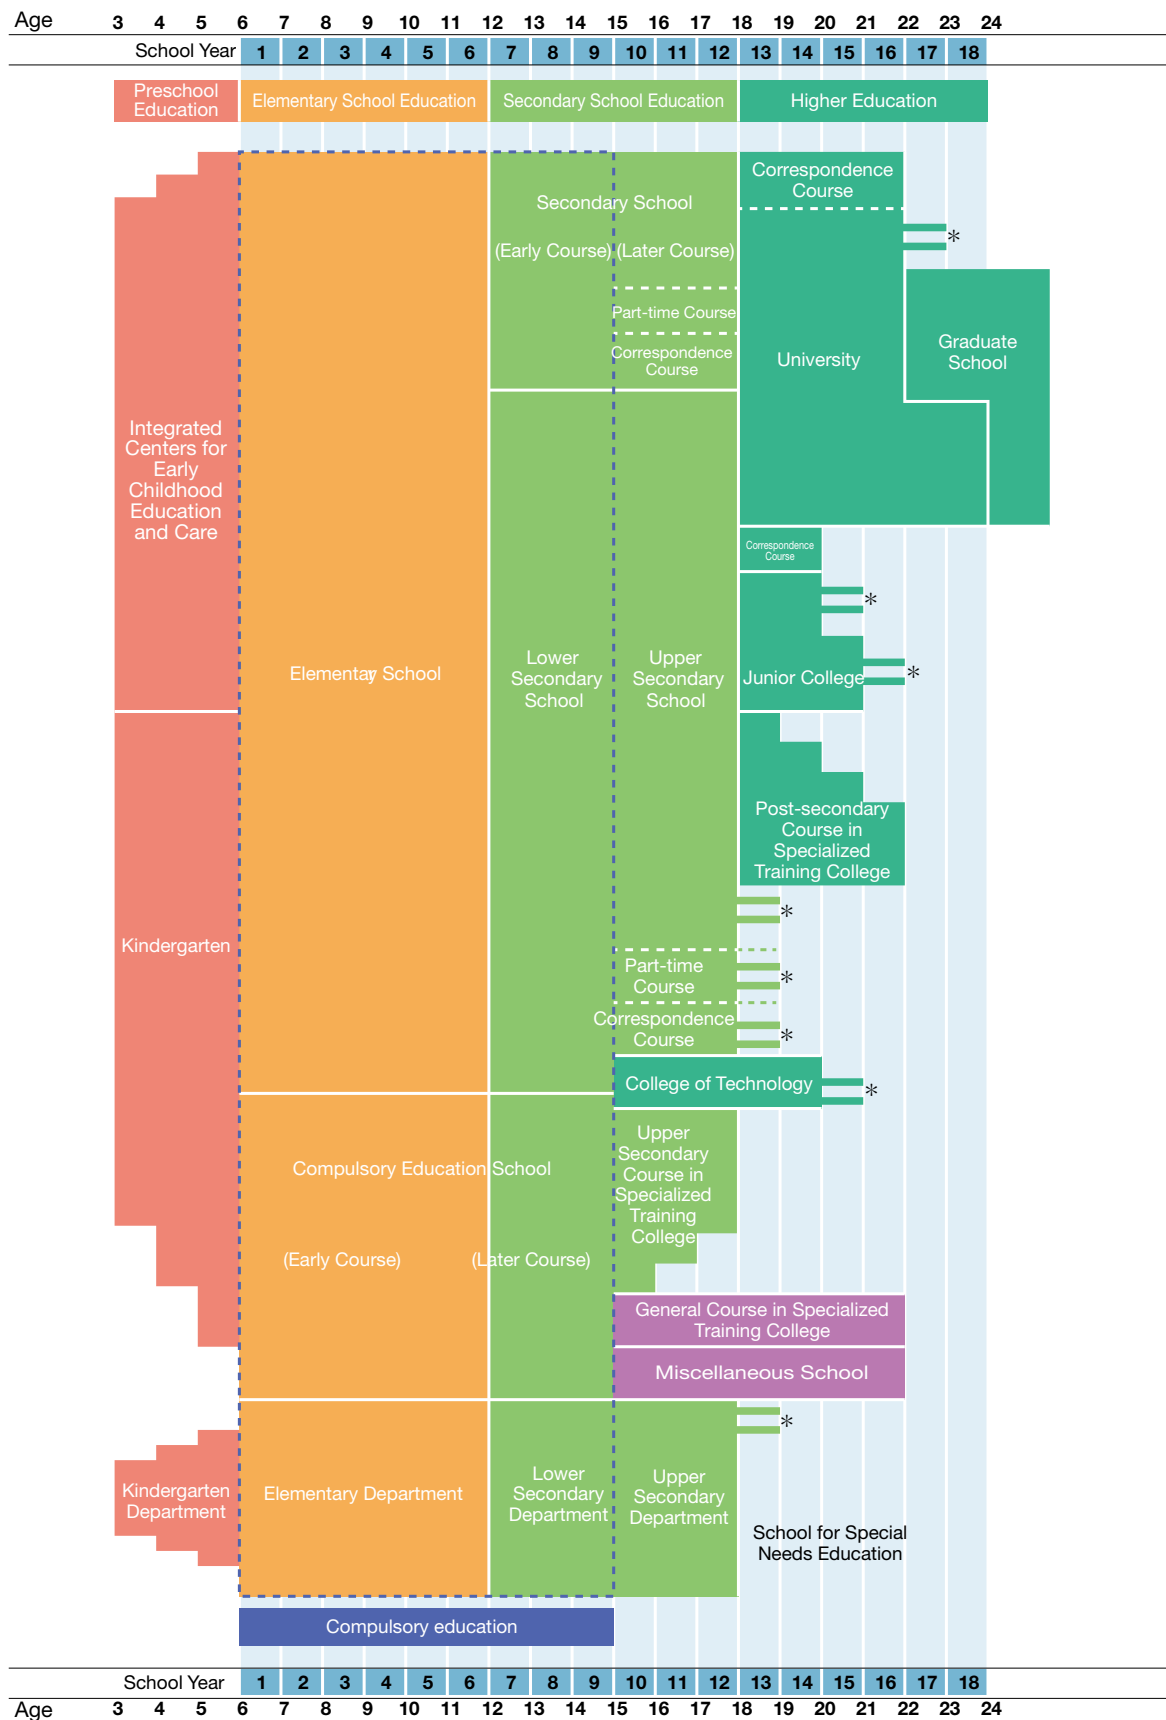 Age 3 4 5 6 7 8 9 10 11 12 13 14 15 16 17 18 19 20 21 22 23 24
School Year 1 2 3 4 5 6 7 8 9 10 11 12 13 14 15 16 17 18
Preschool
Education
Elementary School Education
Secondary School Education
Higher Education
Integrated
Centers for
Early
Childhood
Education
and Care
Kindergarten
Elementary School
Secondary School
(Early Course) (Later Course)
Part-time Course
Correspondence
Course
Lower
Secondary
School
Upper
Secondary
School
Part-time
Course
Correspondence
Course
Correspondence
Course
*
University
Graduate
School
Correspondence
Course
*
Junior College
*
Post-secondary
Course in
Specialized
Training College
*
*
*
College of Technology
*
Compulsory Education School
(Early Course)
(Later Course)
Upper
Secondary
Course in
Specialized
Training
College
General Course in Specialized
Training College
Miscellaneous School
Kindergarten
Department
Elementary Department
Lower
Secondary
Department
Upper
Secondary
Department
*
School for Special
Needs Education
Compulsory education
School Year 1 2 3 4 5 6 7 8 9 10 11 12 13 14 15 16 17 18
Age 3 4 5 6 7 8 9 10 11 12 13 14 15 16 17 18 19 20 21 22 23 24